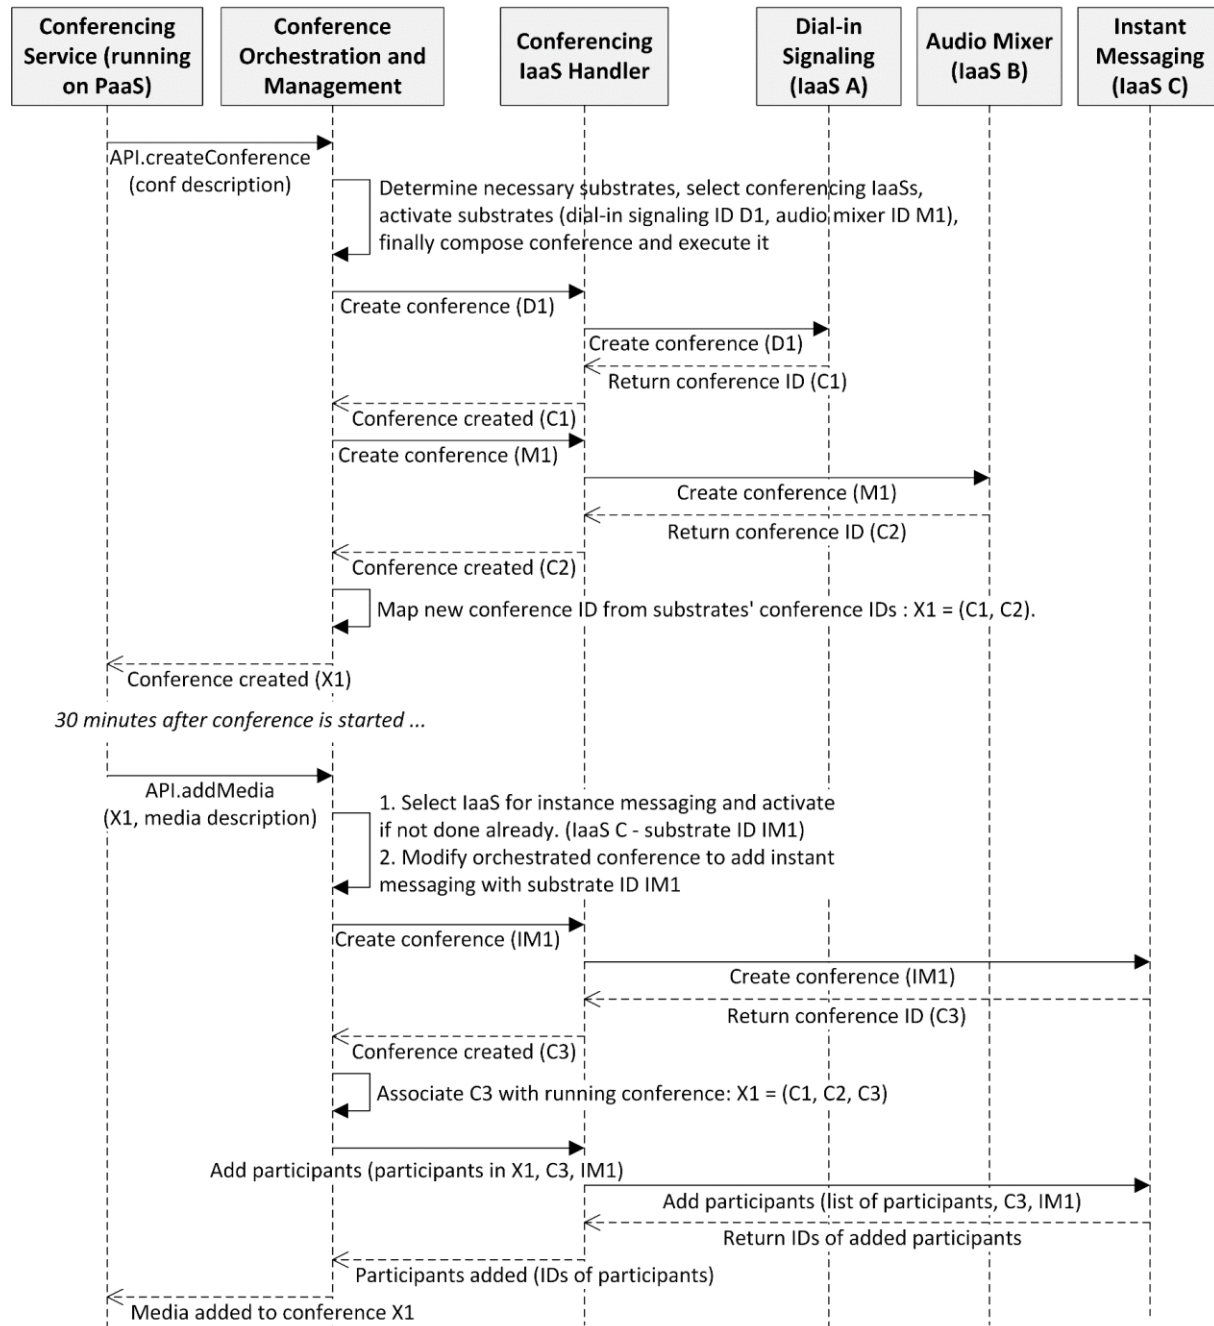 Conferencing
Service (running
on PaaS)
Conference
Orchestration and
Management
Conferencing
IaaS Handler
Dial-in
Signaling
(IaaS A)
Audio Mixer
(IaaS B)
Instant
Messaging
(IaaS C)
API.createConference
(conf description)
Determine necessary substrates, select conferencing IaaSs,
activate substrates (dial-in signaling ID D1, audio mixer ID M1),
finally compose conference and execute it
Create conference (D1)
Create conference (D1)
Return conference ID (C1)
Conference created (C1)
Create conference (M1)
Create conference (M1)
Return conference ID (C2)
Conference created (C2)
Map new conference ID from substrates' conference IDs : X1 = (C1, C2).
Conference created (X1)
30 minutes after conference is started ...
API.addMedia
(X1, media description)
1. Select IaaS for instance messaging and activate
if not done already. (IaaS C - substrate ID IM1)
2. Modify orchestrated conference to add instant
messaging with substrate ID IM1
Create conference (IM1)
Create conference (IM1)
Return conference ID (C3)
Conference created (C3)
Associate C3 with running conference: X1 = (C1, C2, C3)
Add participants (participants in X1, C3, IM1)
Add participants (list of participants, C3, IM1)
Return IDs of added participants
Participants added (IDs of participants)
Media added to conference X1